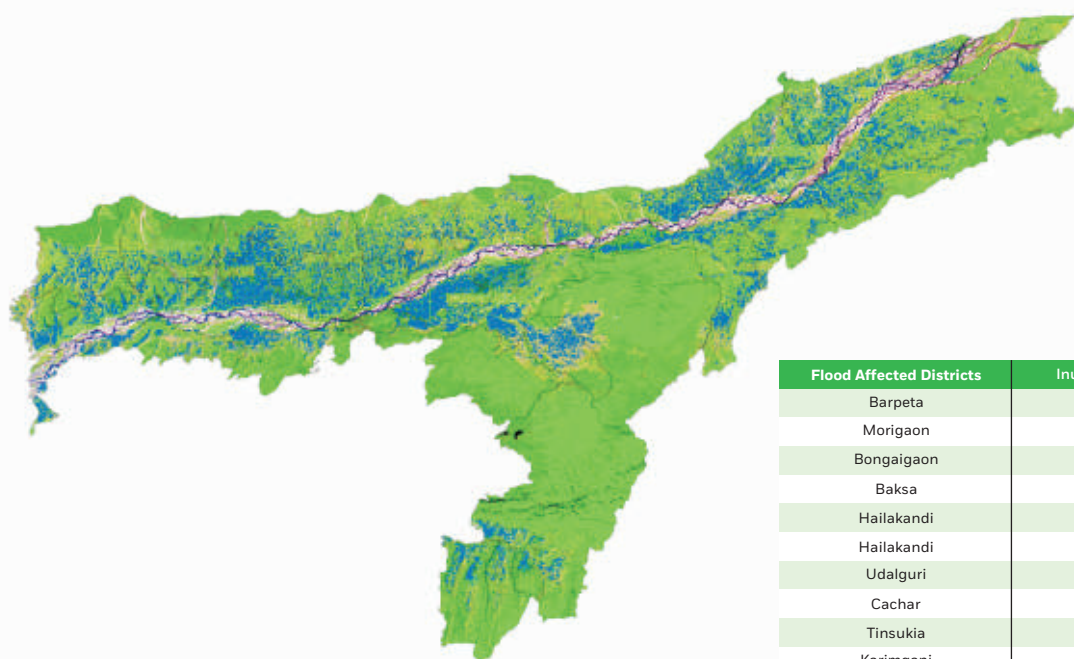 Flood Affected Districts
Barpeta
Morigaon
Bongaigaon
Baksa
Hailakandi
Hailakandi
Udalguri
Cachar
Tinsukia